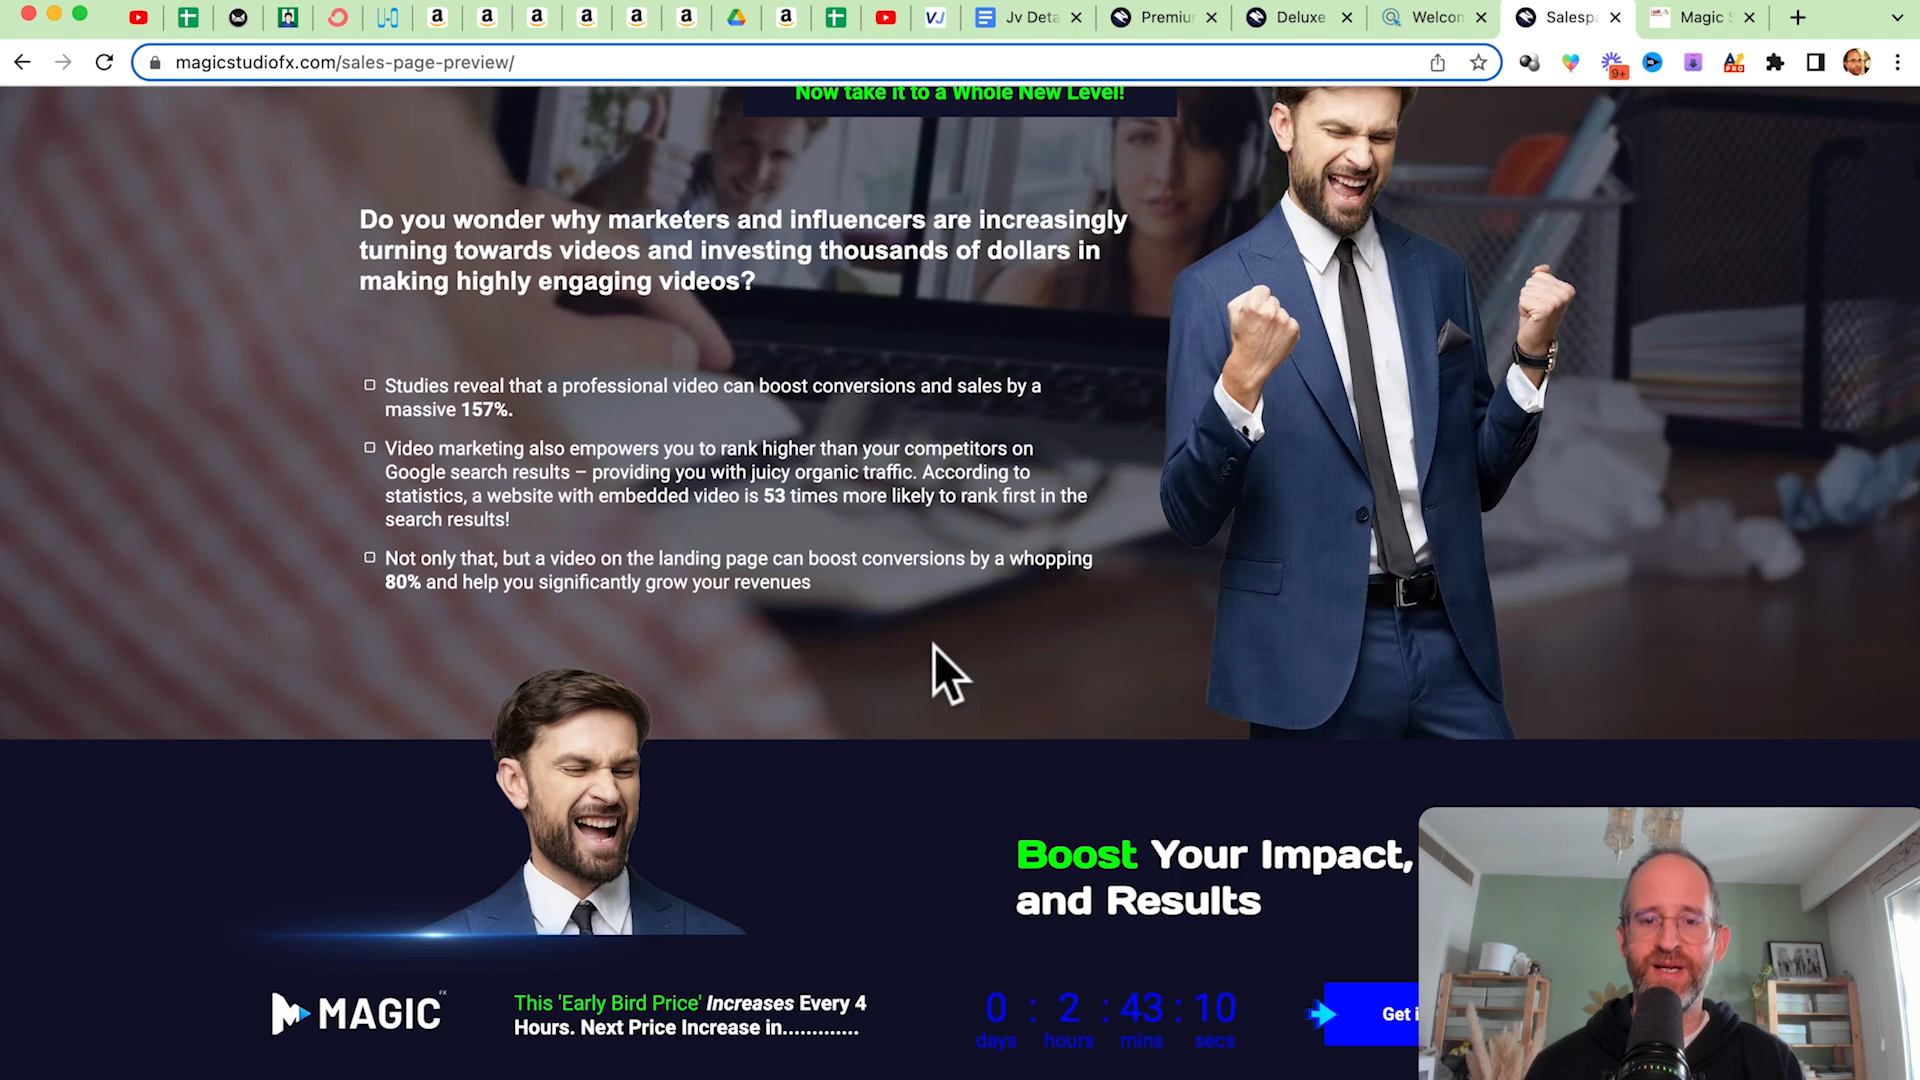 Jv Deta
Premiu
Deluxe
Welcom
Salespa
Magic S
magicstudiofx.com/sales-page-preview/
9+
PRO
Now take it to a Whole New Level!
Do you wonder why marketers and influencers are increasingly
turning towards videos and investing thousands of dollars in
making highly engaging videos?
Studies reveal that a professional video can boost conversions and sales by a
massive 157%.
Video marketing also empowers you to rank higher than your competitors on
Google search results – providing you with juicy organic traffic. According to
statistics, a website with embedded video is 53 times more likely to rank first in the
search results!
Not only that, but a video on the landing page can boost conversions by a whopping
80% and help you significantly grow your revenues
Boost Your Impact,
and Results
MAGIC FX
This 'Early Bird Price' Increases Every 4
Hours. Next Price Increase in.............
0 : 2 : 43 : 10
days hours mins secs
Get i